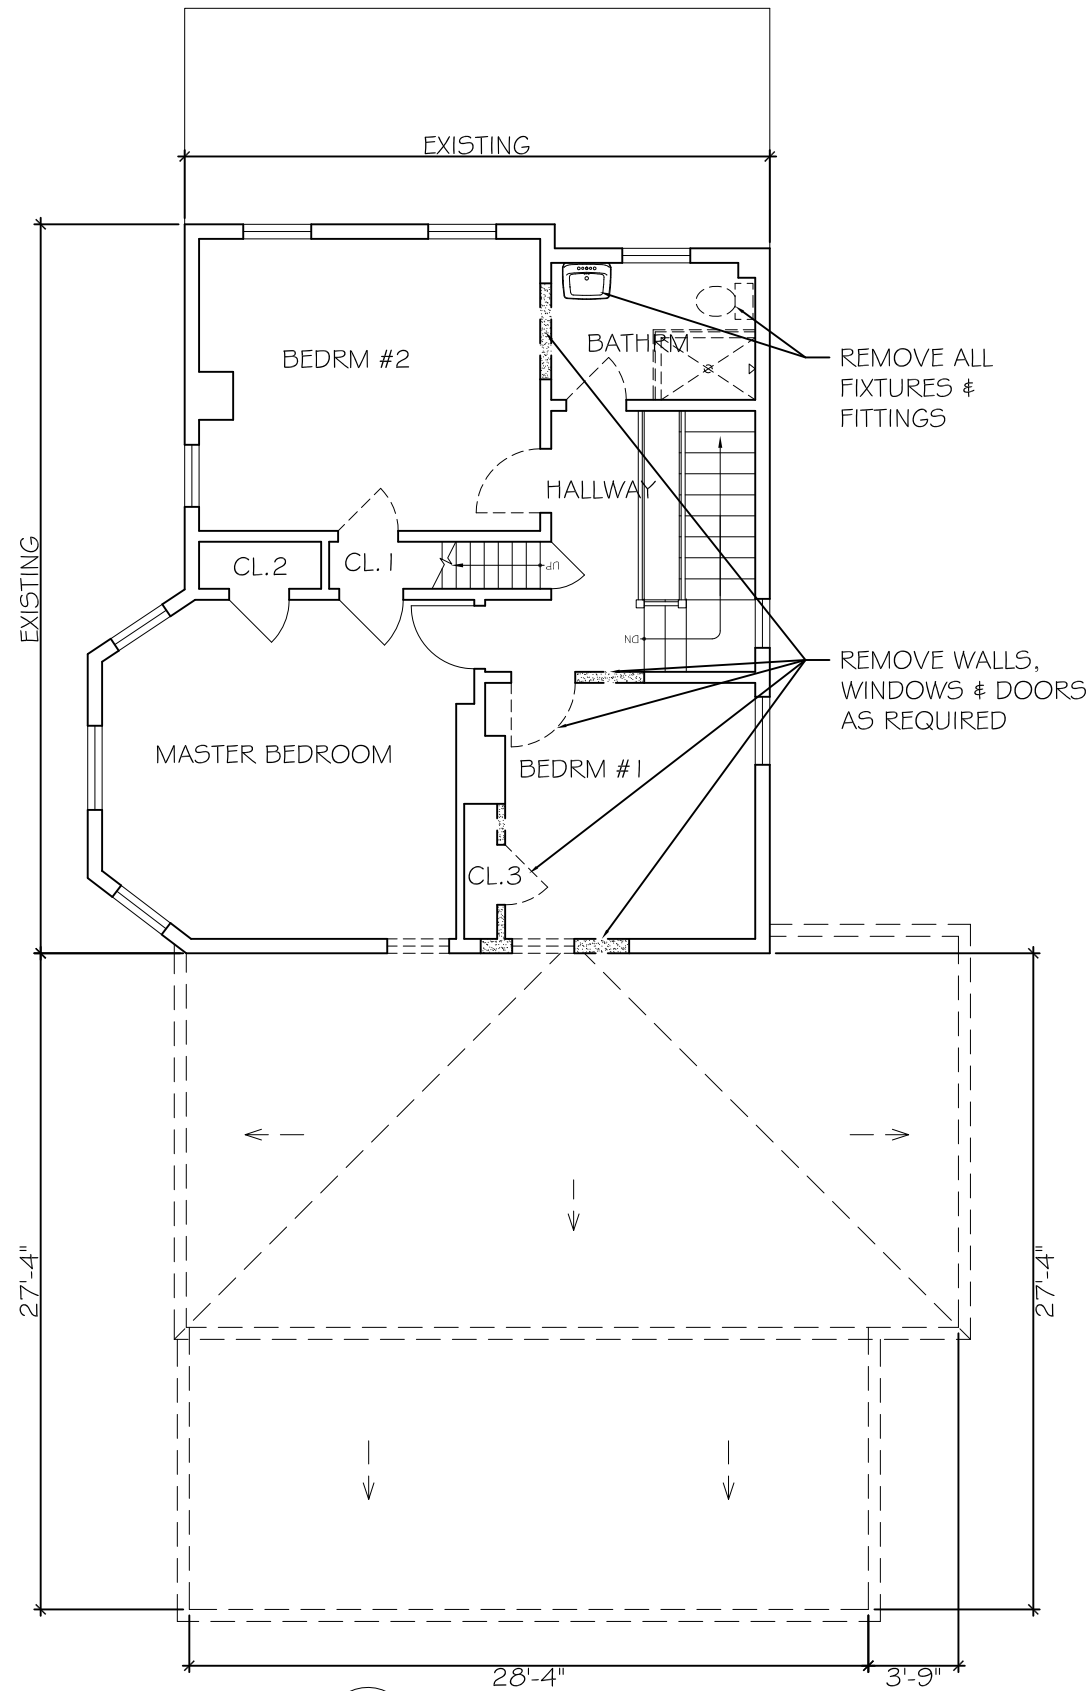 EXISTING
BEDRM #2
BATHRM
REMOVE ALL
FIXTURES &
FITTINGS
HALLWAY
EXISTING
CL.2
CL.1
UP
DN
REMOVE WALLS,
WINDOWS & DOORS
AS REQUIRED
MASTER BEDROOM
BEDRM #1
CL.3
27'-4"
27'-4"
28'-4"
3'-9"